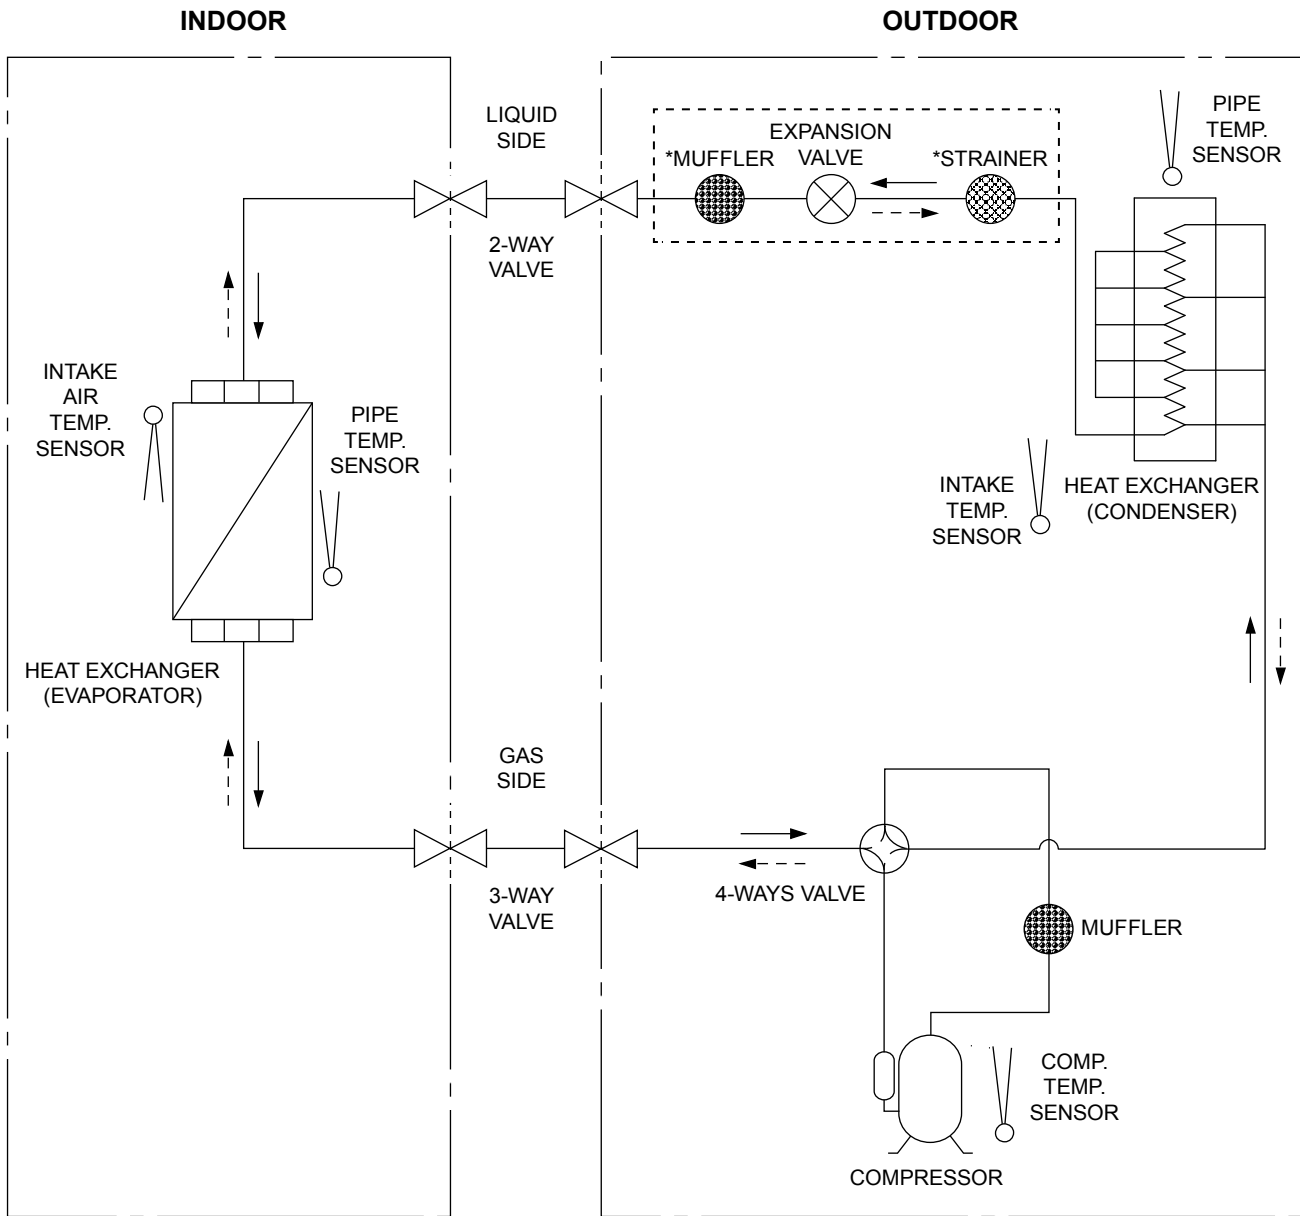 INDOOR
OUTDOOR
LIQUID
SIDE
2-WAY
VALVE
*MUFFLER
EXPANSION
VALVE
*STRAINER
PIPE
TEMP.
SENSOR
INTAKE
AIR
TEMP.
SENSOR
PIPE
TEMP.
SENSOR
INTAKE
TEMP.
SENSOR
HEAT EXCHANGER
(CONDENSER)
HEAT EXCHANGER
(EVAPORATOR)
GAS
SIDE
3-WAY
VALVE
4-WAYS VALVE
MUFFLER
COMP.
TEMP.
SENSOR
COMPRESSOR